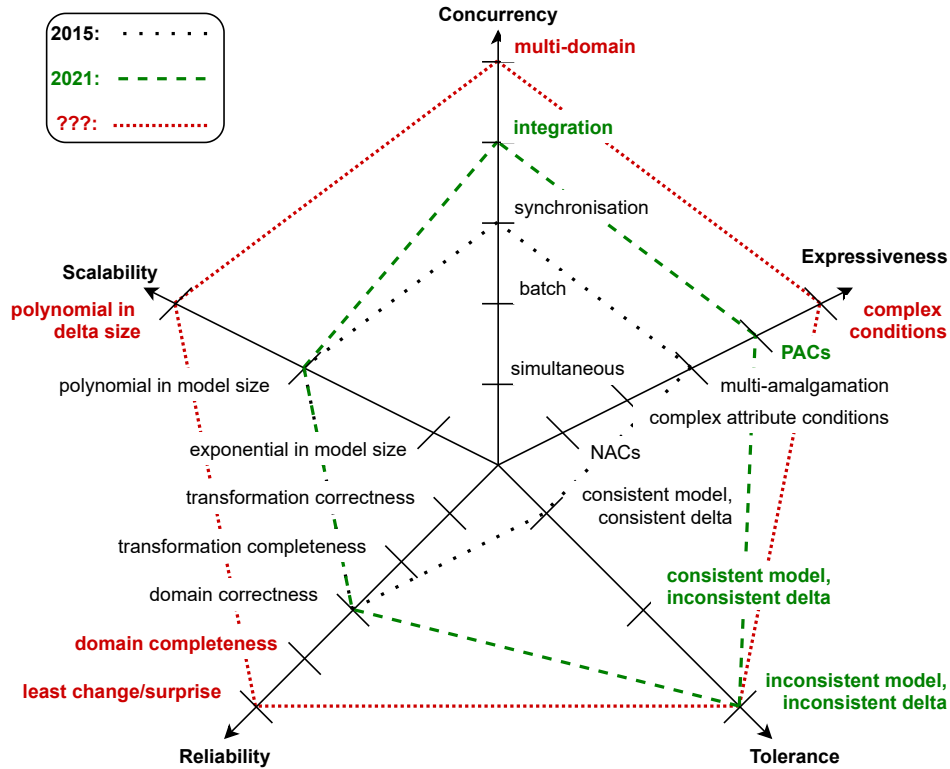 Concurrency
2015:
2021:
???:
multi-domain
integration
synchronisation
batch
simultaneous
Expressiveness
complex
conditions
PACs
multi-amalgamation
complex attribute conditions
NACs
Scalability
polynomial in
delta size
polynomial in model size
exponential in model size
transformation correctness
transformation completeness
domain correctness
domain completeness
least change/surprise
Reliability
consistent model,
consistent delta
consistent model,
inconsistent delta
inconsistent model,
inconsistent delta
Tolerance